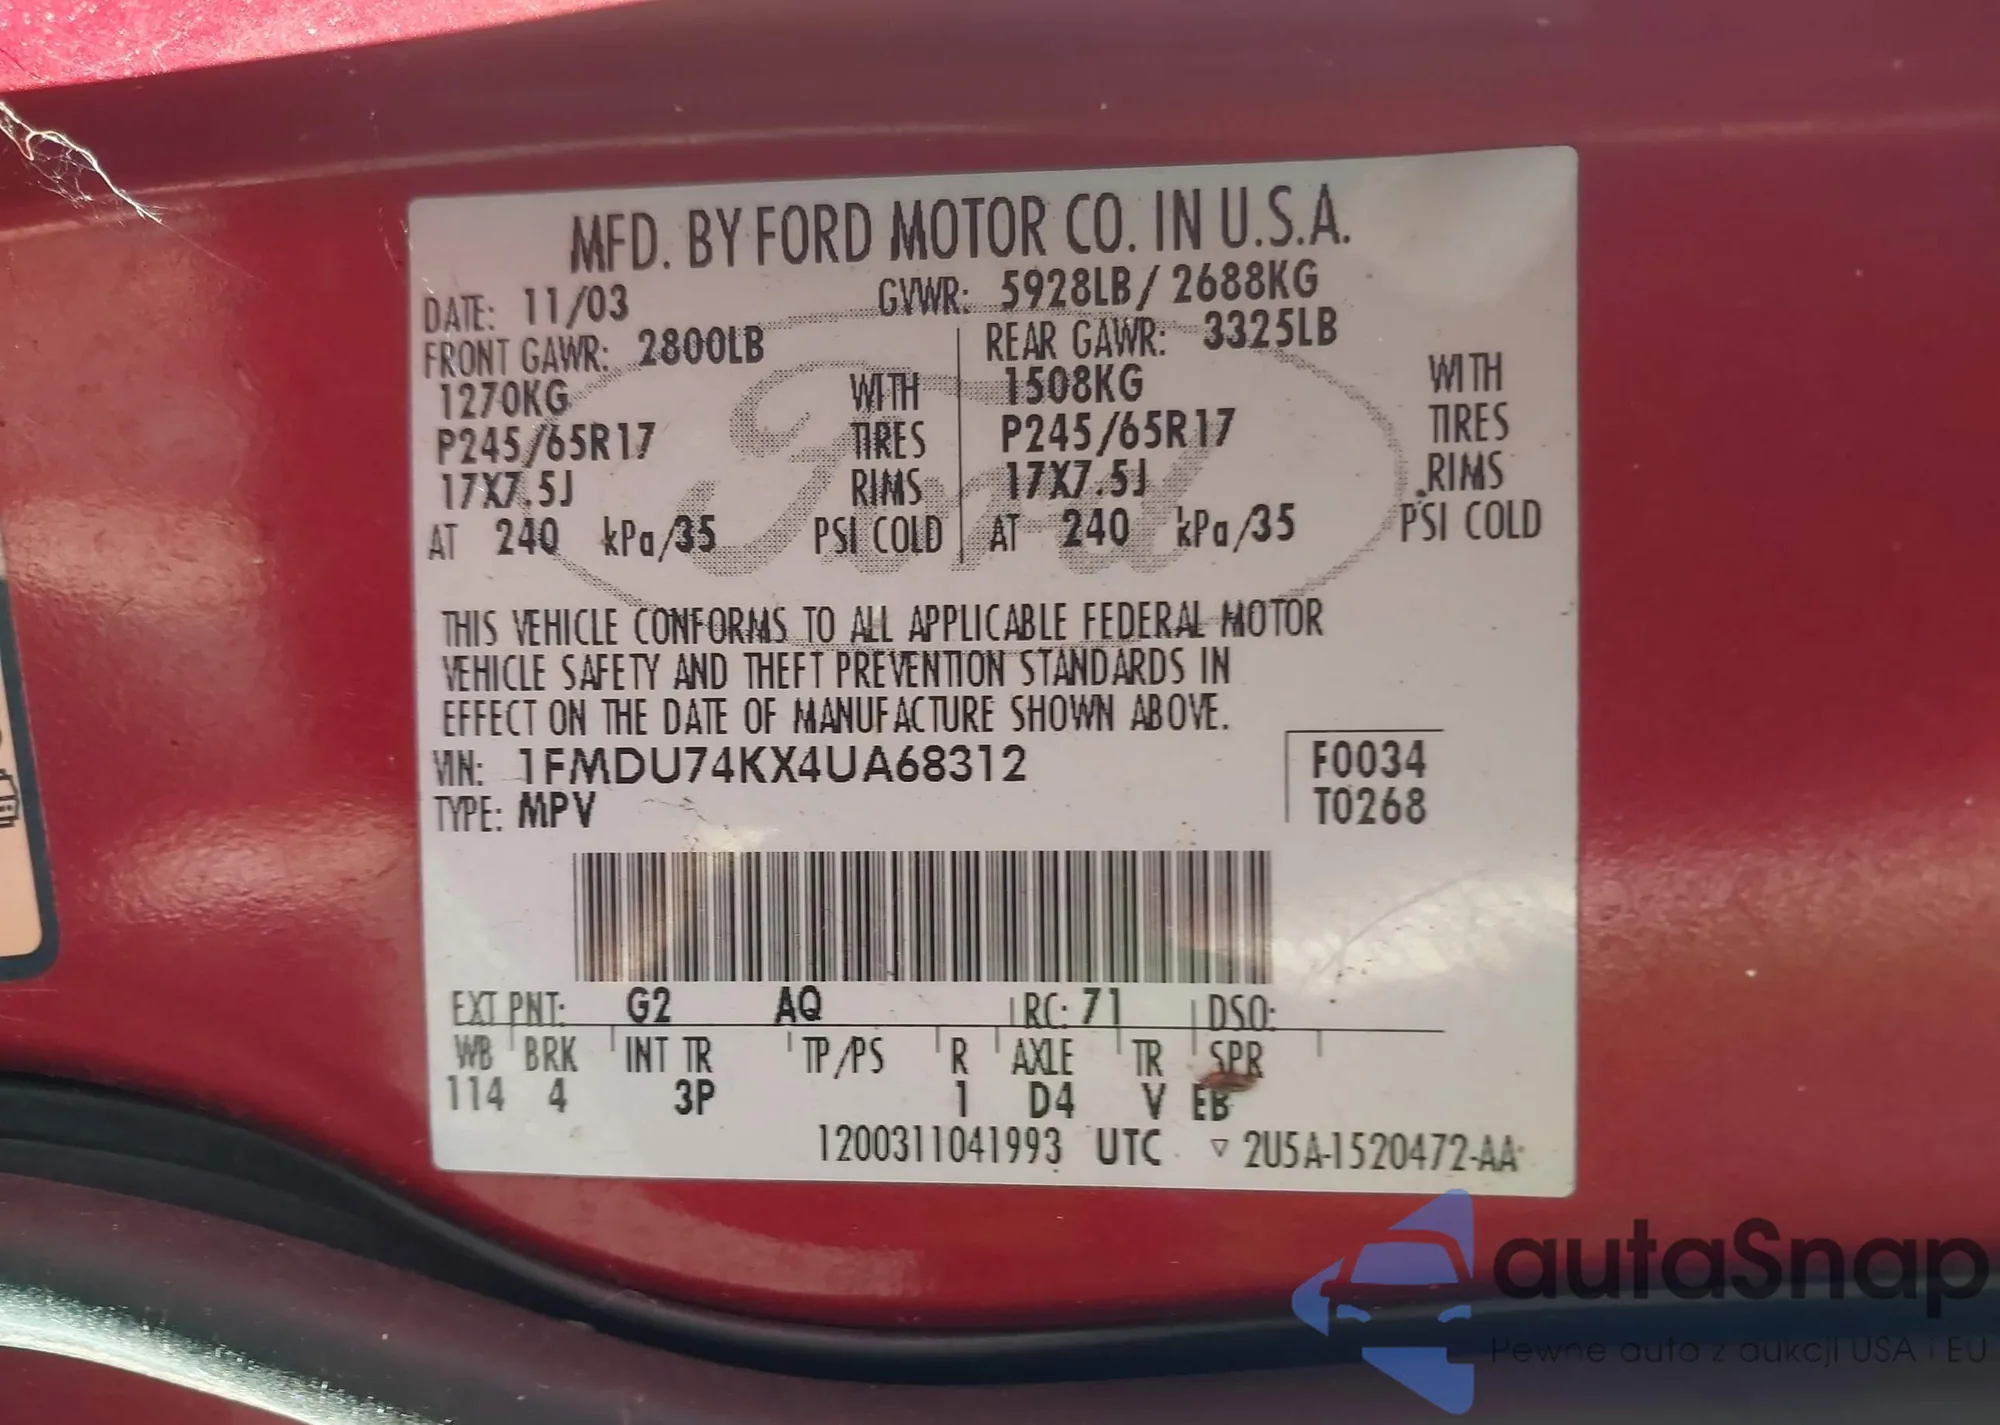 MFD. BY FORD MOTOR CO. IN U.S.A.
DATE: 11/03 GVWR: 5928LB / 2688KG
FRONT GAWR: 2800LB REAR GAWR: 3325LB
1270KG WITH 1508KG WITH
P245/65R17 TIRES P245/65R17 TIRES
17X7.5J RIMS 17X7.5J RIMS
AT 240 kPa/35 PSI COLD AT 240 kPa/35 PSI COLD
Ford
THIS VEHICLE CONFORMS TO ALL APPLICABLE FEDERAL MOTOR
VEHICLE SAFETY AND THEFT PREVENTION STANDARDS IN
EFFECT ON THE DATE OF MANUFACTURE SHOWN ABOVE.
VIN: 1FMDU74KX4UA68312 F0034
TYPE: MPV T0268
EXT PNT: G2 AQ RC: 71 DSO:
WB BRK INT TR TP/PS R AXLE TR SPR
114 4 3P 1 D4 V EB
1200311041993 UTC ▽ 2U5A-1520472-AA
autaSnap
Pewne auta z aukcji USA i EU